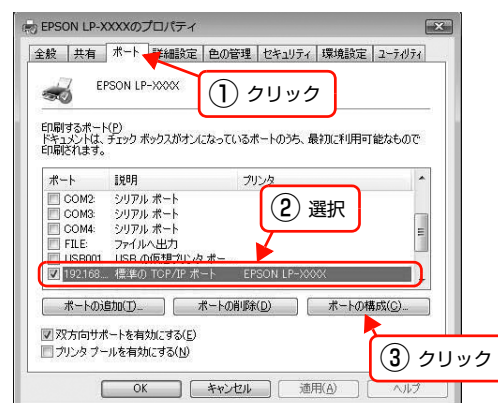 EPSON LP-XXXXのプロパティ
全般 共有 ポート 詳細設定 色の管理 セキュリティ 環境設定 ユーティリティ
EPSON LP-XXXX
① クリック
印刷するポート(P)
ドキュメントは、チェック ボックスがオンになっているポートのうち、最初に利用可能なもので
印刷されます。
ポート 説明 プリンタ
COM2: シリアル ポート
COM3: シリアル ポート
COM4: シリアル ポート
② 選択
FILE: ファイルへ出力
USB001 USB の仮想プリンタ ポー
192.168... 標準の TCP/IP ポート EPSON LP-XXXX
ポートの追加(T)... ポートの削除(D) ポートの構成(C)...
双方向サポートを有効にする(E)
プリンタ プールを有効にする(N)
③ クリック
OK キャンセル 適用(A) ヘルプ